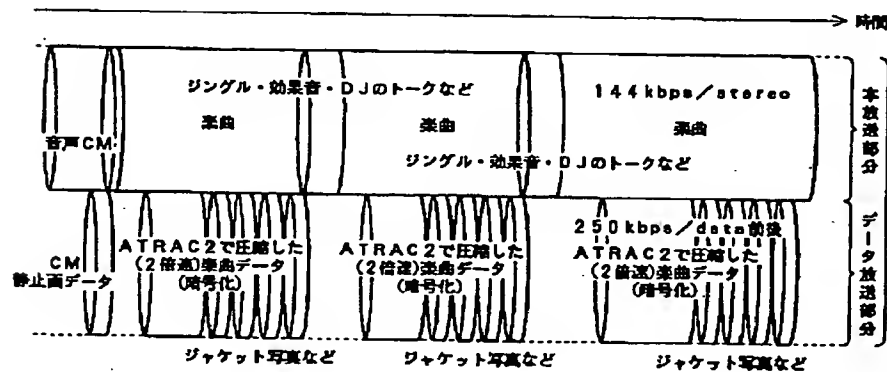 時間
ジングル・効果音・DJのトークなど
144kbps/stereo
楽曲
楽曲
楽曲
音声CM
ジングル・効果音・DJのトークなど
本放送部分
250kbps/data前後
ATRAC2で圧縮した
(2倍速)楽曲データ
(暗号化)
ATRAC2で圧縮した
(2倍速)楽曲データ
(暗号化)
ATRAC2で圧縮した
(2倍速)楽曲データ
(暗号化)
CM
静止画データ
データ放送部分
ジャケット写真など
ジャケット写真など
ジャケット写真など